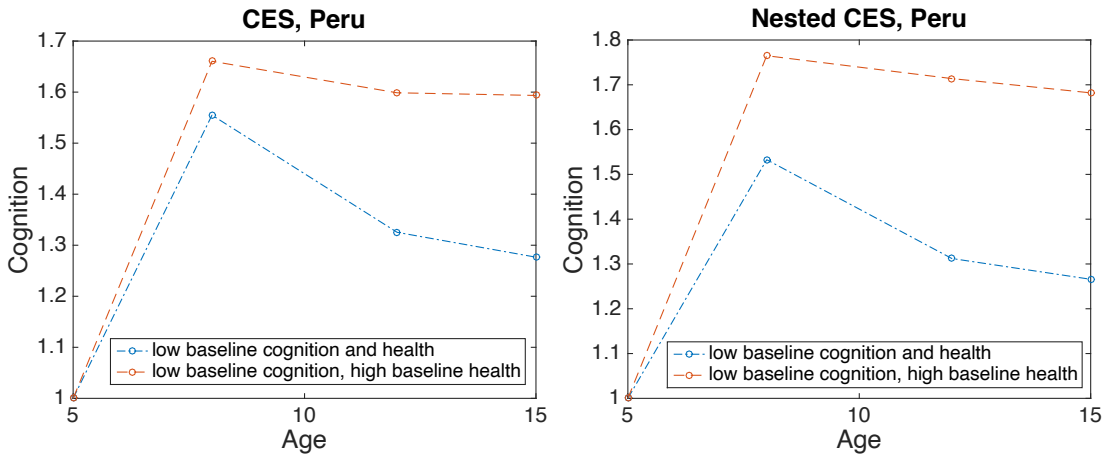 CES, Peru
1.7
1.6
1.5
1.4
1.3
1.2
1.1
1
Cognition
low baseline cognition and health
low baseline cognition, high baseline health
5
10
15
Age
Nested CES, Peru
1.8
1.7
1.6
1.5
1.4
1.3
1.2
1.1
1
Cognition
low baseline cognition and health
low baseline cognition, high baseline health
5
10
15
Age